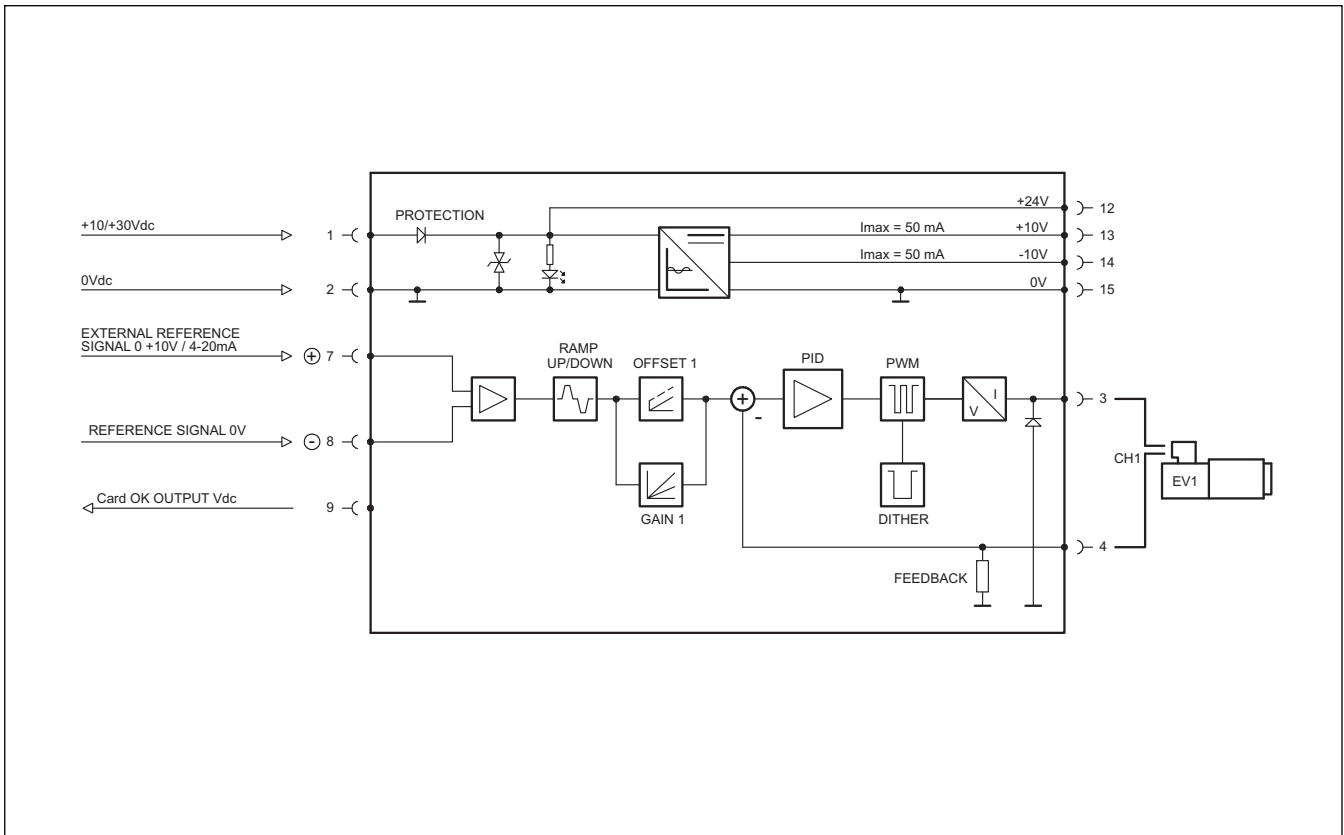 +10/+30Vdc
1
PROTECTION
+24V
12
Imax = 50 mA
+10V
13
Imax = 50 mA
-10V
14
0Vdc
2
0V
15
EXTERNAL REFERENCE
SIGNAL 0 +10V / 4-20mA
+ 7
RAMP
UP/DOWN
OFFSET 1
PID
PWM
+
-
I
V
3
REFERENCE SIGNAL 0V
- 8
CH1
EV1
Card OK OUTPUT Vdc
9
GAIN 1
DITHER
4
FEEDBACK